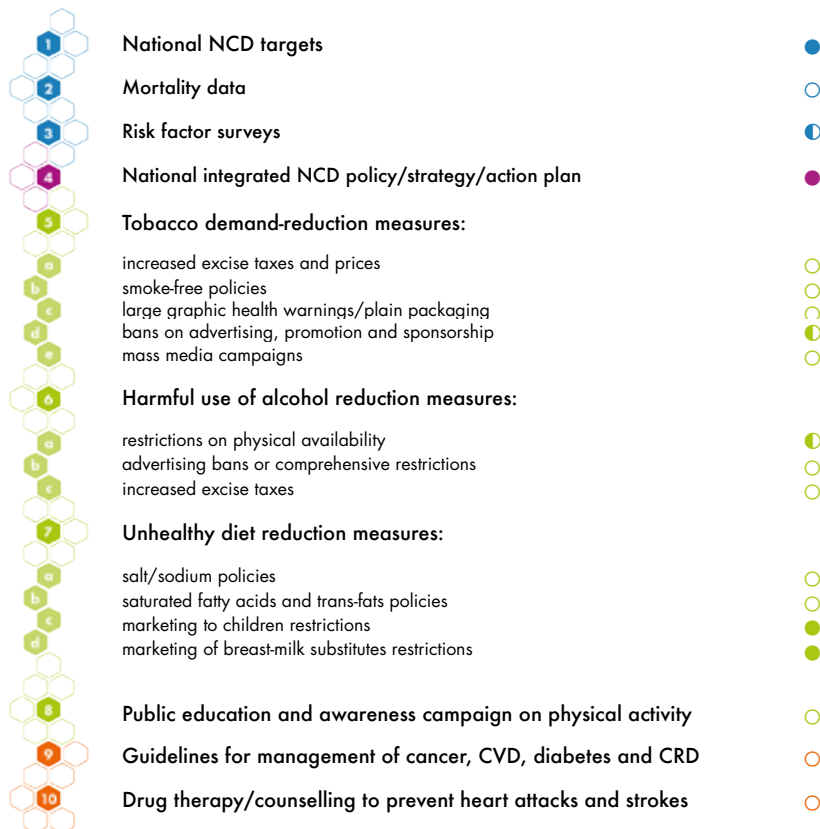 1 National NCD targets
2 Mortality data
3 Risk factor surveys
4 National integrated NCD policy/strategy/action plan
5 Tobacco demand-reduction measures:
a increased excise taxes and prices
b smoke-free policies
c large graphic health warnings/plain packaging
d bans on advertising, promotion and sponsorship
e mass media campaigns
6 Harmful use of alcohol reduction measures:
a restrictions on physical availability
b advertising bans or comprehensive restrictions
c increased excise taxes
7 Unhealthy diet reduction measures:
a salt/sodium policies
b saturated fatty acids and trans-fats policies
c marketing to children restrictions
d marketing of breast-milk substitutes restrictions
8 Public education and awareness campaign on physical activity
9 Guidelines for management of cancer, CVD, diabetes and CRD
10 Drug therapy/counselling to prevent heart attacks and strokes